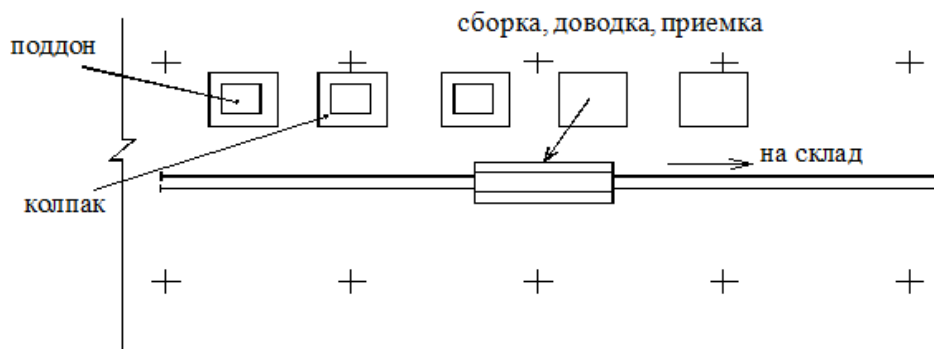 сборка, доводка, приемка
поддон
на склад
колпак